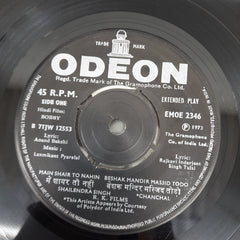 TRADE MARK
ODEON
Regd. Trade Mark of The Gramophone Co. Ltd.
45 R.P.M.
SIDE ONE
Hindi Film:
BOBBY
B 7TJW 12553
Lyric:
Anand Bakshi
Music:
Laxmikant Pyarelal
EXTENDED PLAY
EMOE 2346
℗ 1973
The Gramophone
Co. of India Ltd.
Lyric:
Rajkavi Inderjeet
Singh Tulsi
MAIN SHAIR TO NAHIN BESHAK MANDIR MASJID TODO
मैं शायर तो नहीं बेशक मन्दिर मस्जिद तोड़ो
SHAILENDRA SINGH *CHANCHAL
R. K. FILMS
*This Artiste Appears by Courtesy
of Polydor of India Ltd.